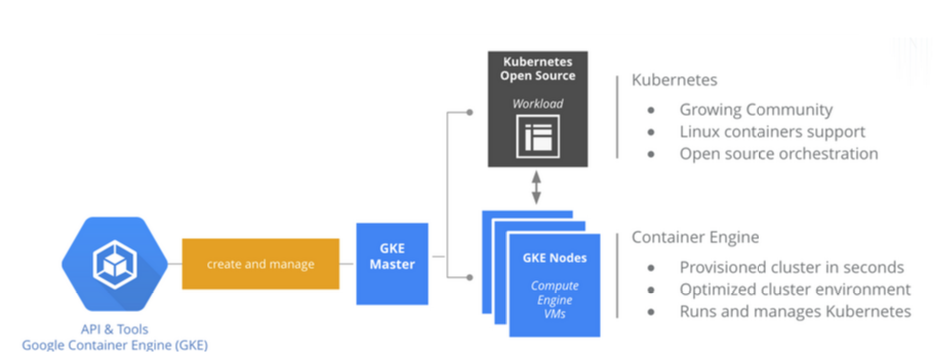 Kubernetes
Open Source
Workload
Kubernetes
● Growing Community
● Linux containers support
● Open source orchestration
API & Tools
Google Container Engine (GKE)
create and manage
GKE
Master
GKE Nodes
Compute
Engine
VMs
Container Engine
● Provisioned cluster in seconds
● Optimized cluster environment
● Runs and manages Kubernetes